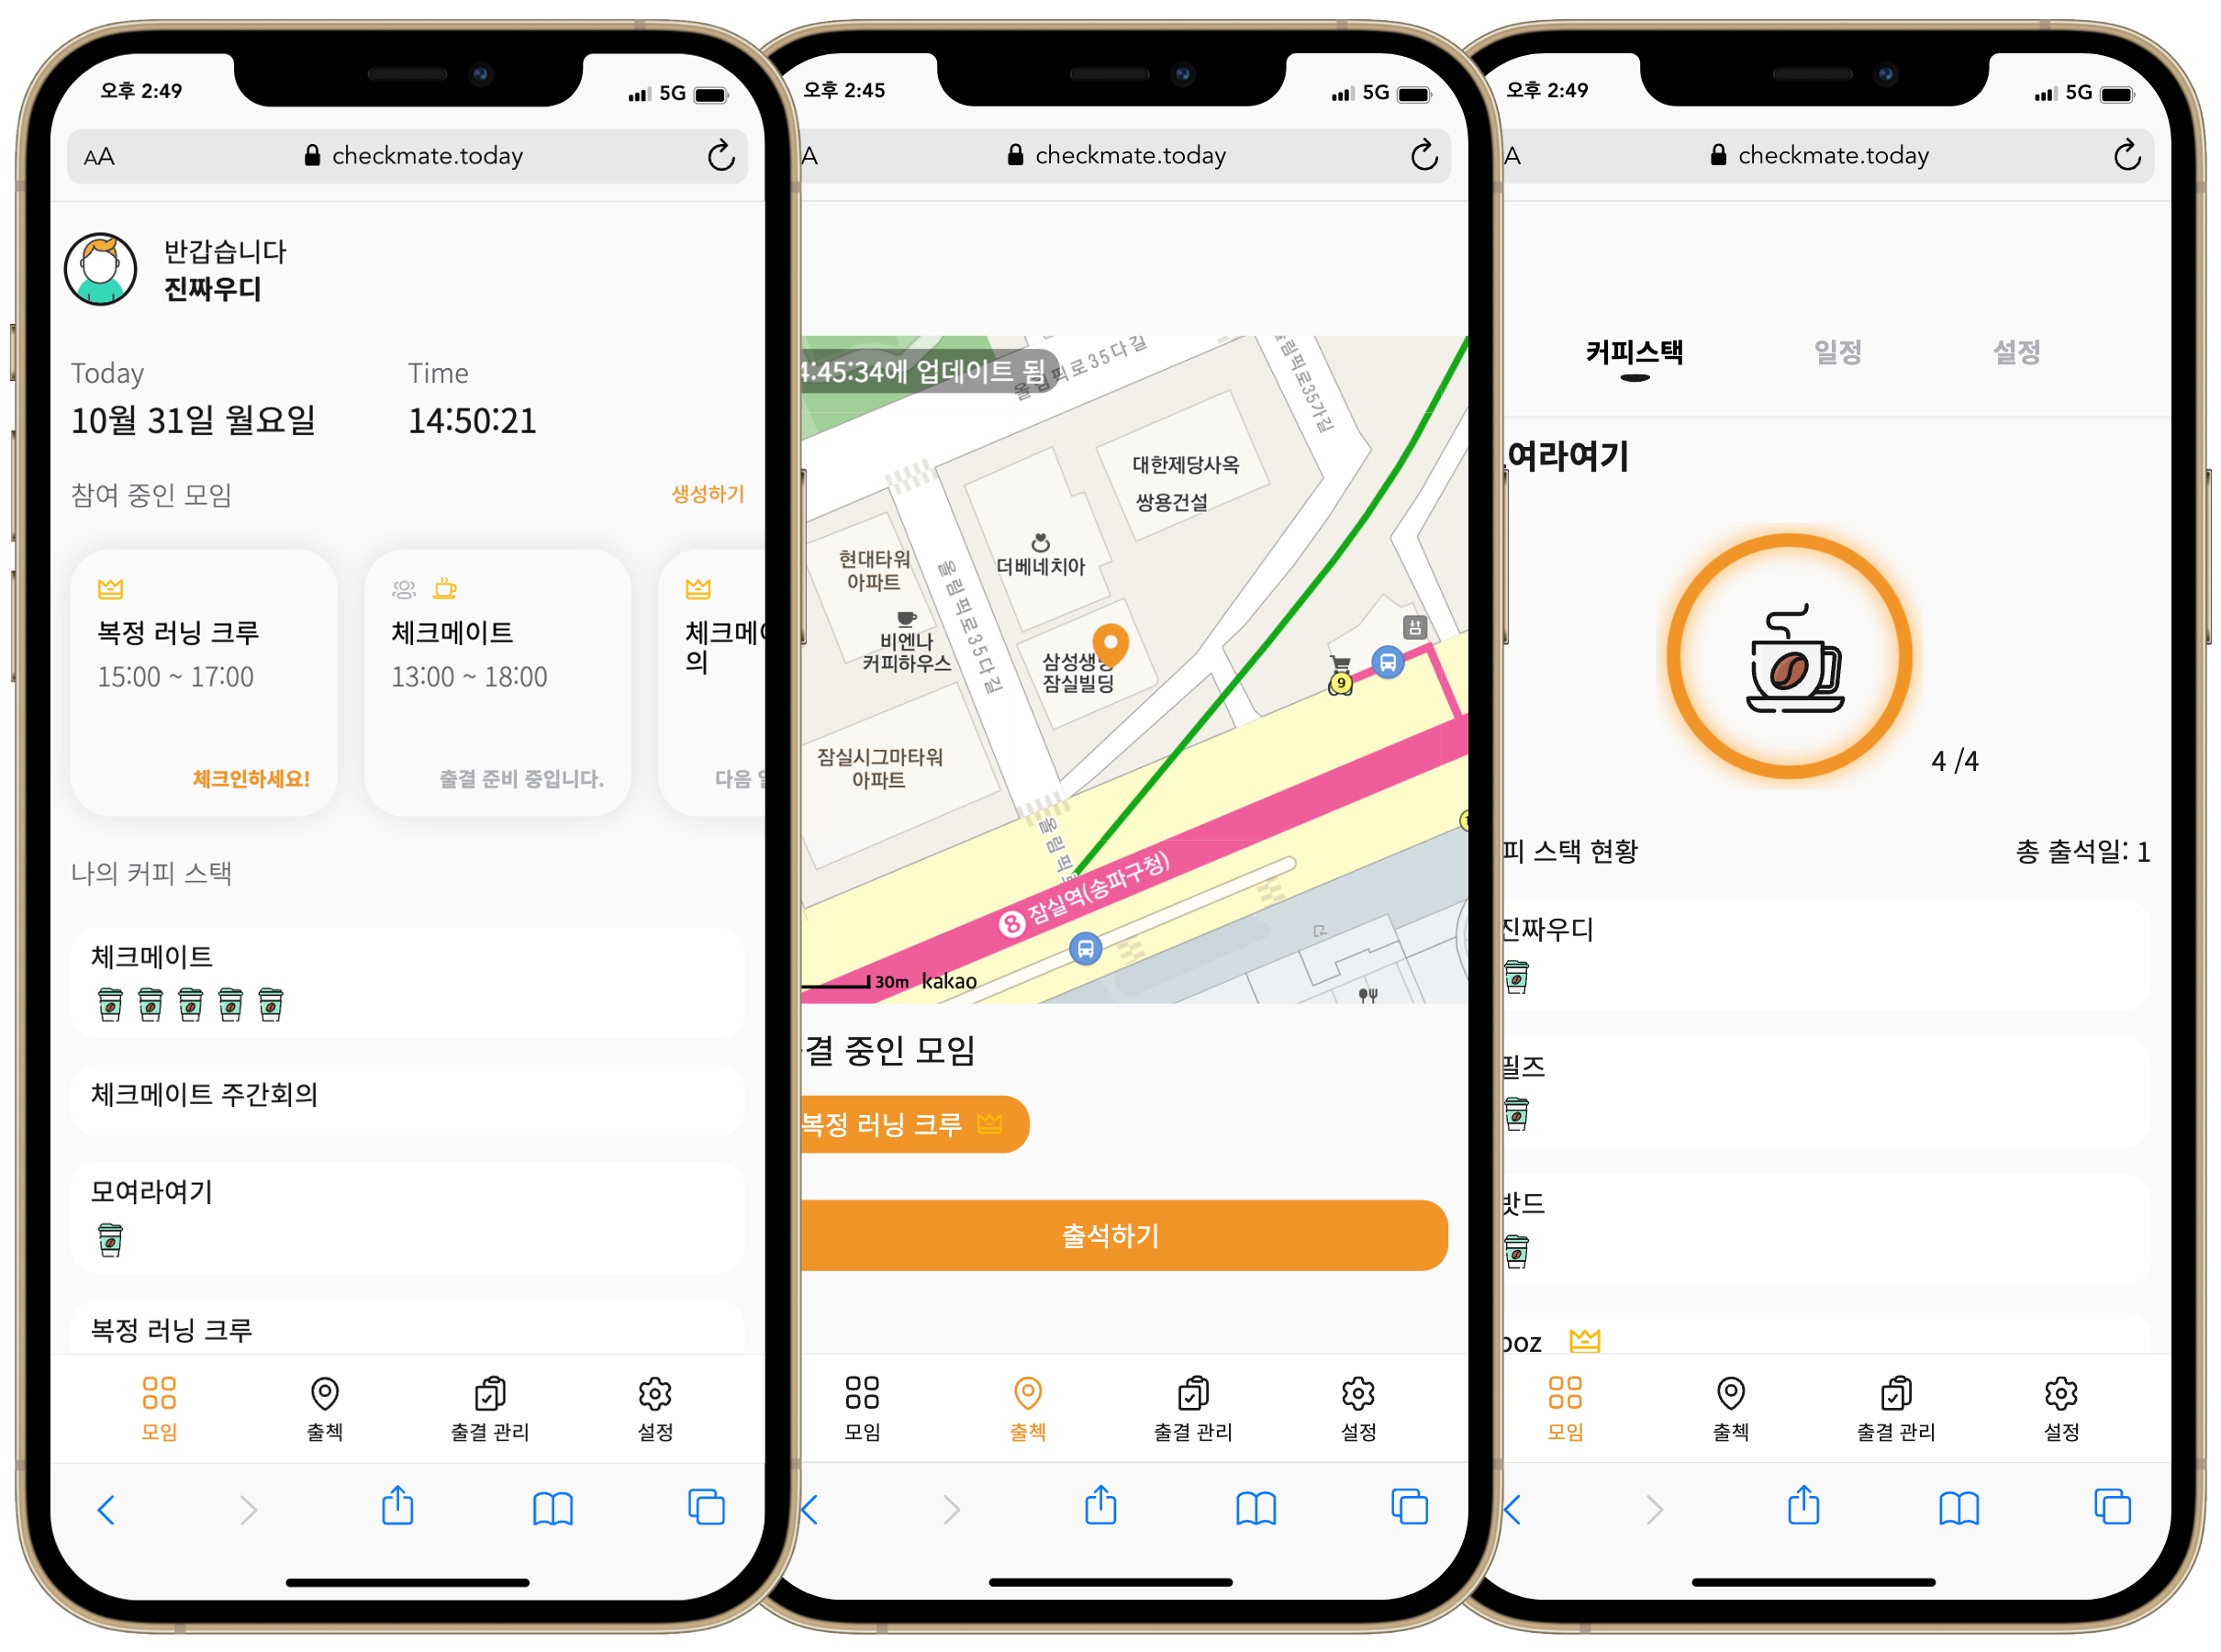 오후 2:49
5G
AA
checkmate.today
반갑습니다
진짜우디
Today
Time
10월 31일 월요일
14:50:21
참여 중인 모임
생성하기
복정 러닝 크루
15:00 ~ 17:00
체크인하세요!
체크메이트
13:00 ~ 18:00
출결 준비 중입니다.
체크메
의
다음
나의 커피 스택
체크메이트
체크메이트 주간회의
모여라여기
복정 러닝 크루
모임
출첵
출결 관리
설정
오후 2:45
5G
A
checkmate.today
4:45:34에 업데이트 됨
올림픽로35다길
올림픽로35가길
대한제당사옥
쌍용건설
현대타워
아파트
더베네치아
올림픽로35다길
비엔나
커피하우스
삼성생명
잠실빌딩
9
잠실시그마타워
아파트
올림픽로
8 잠실역(송파구청)
30m kakao
결 중인 모임
복정 러닝 크루
출석하기
모임
출첵
출결 관리
설정
오후 2:49
5G
A
checkmate.today
커피스택
일정
설정
여라여기
4 /4
피 스택 현황
총 출석일: 1
진짜우디
필즈
밧드
oz
모임
출첵
출결 관리
설정